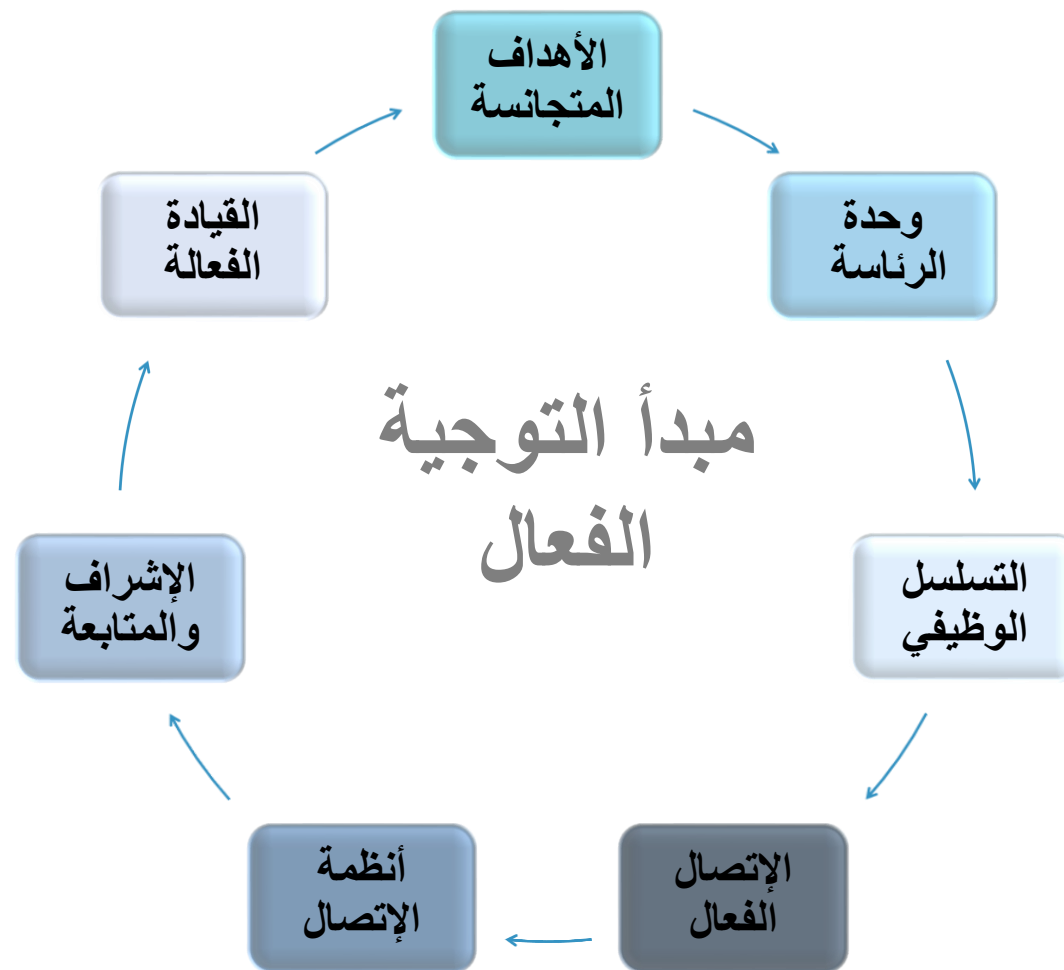 الأهداف
المتجانسة
وحدة
الرئاسة
التسلسل
الوظيفي
الإتصال
الفعال
أنظمة
الإتصال
الإشراف
والمتابعة
القيادة
الفعالة
مبدأ التوجية
الفعال